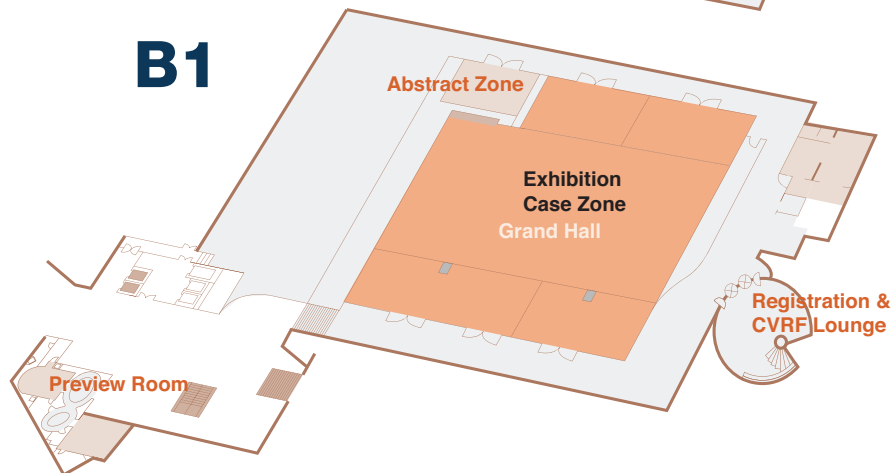 B1
Abstract Zone
Exhibition
Case Zone
Grand Hall
Registration &
CVRF Lounge
Preview Room